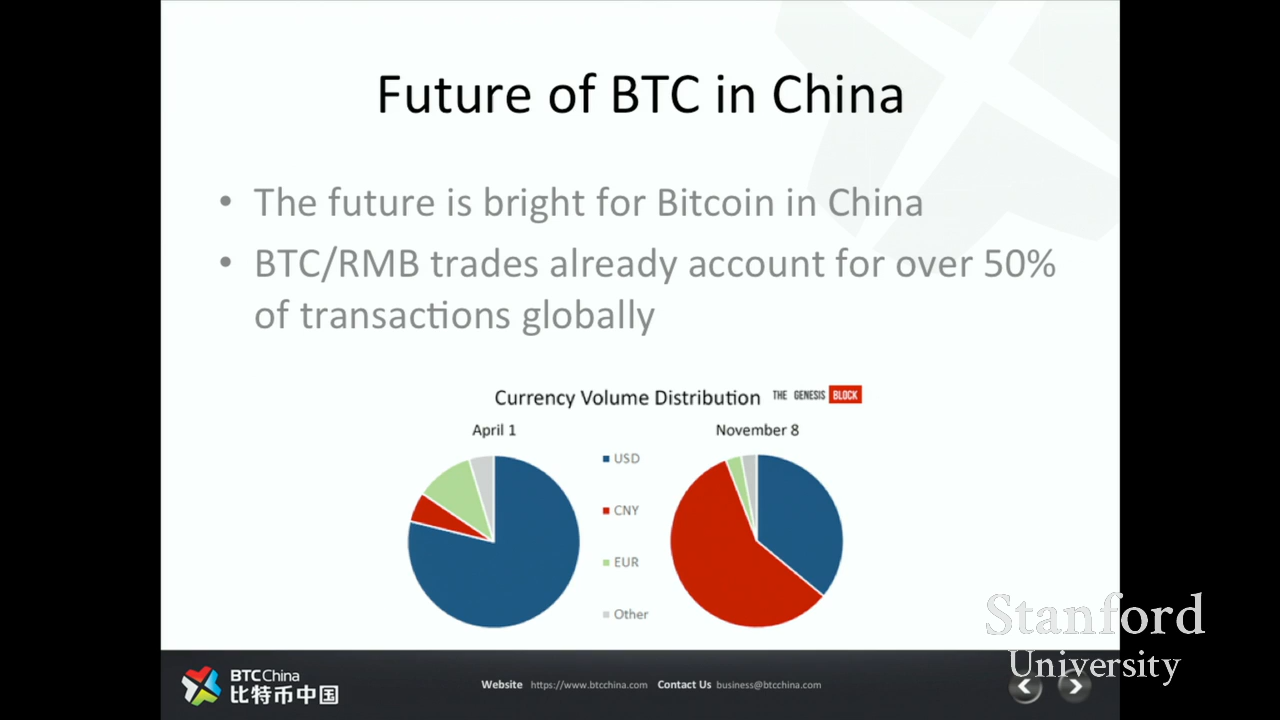 Future of BTC in China
• The future is bright for Bitcoin in China
• BTC/RMB trades already account for over 50%
of transactions globally
Currency Volume Distribution THE GENESIS BLOCK
April 1
November 8
USD
CNY
EUR
Other
Stanford
University
BTCChina
比特币中国
Website https://www.btcchina.com Contact Us business@btcchina.com